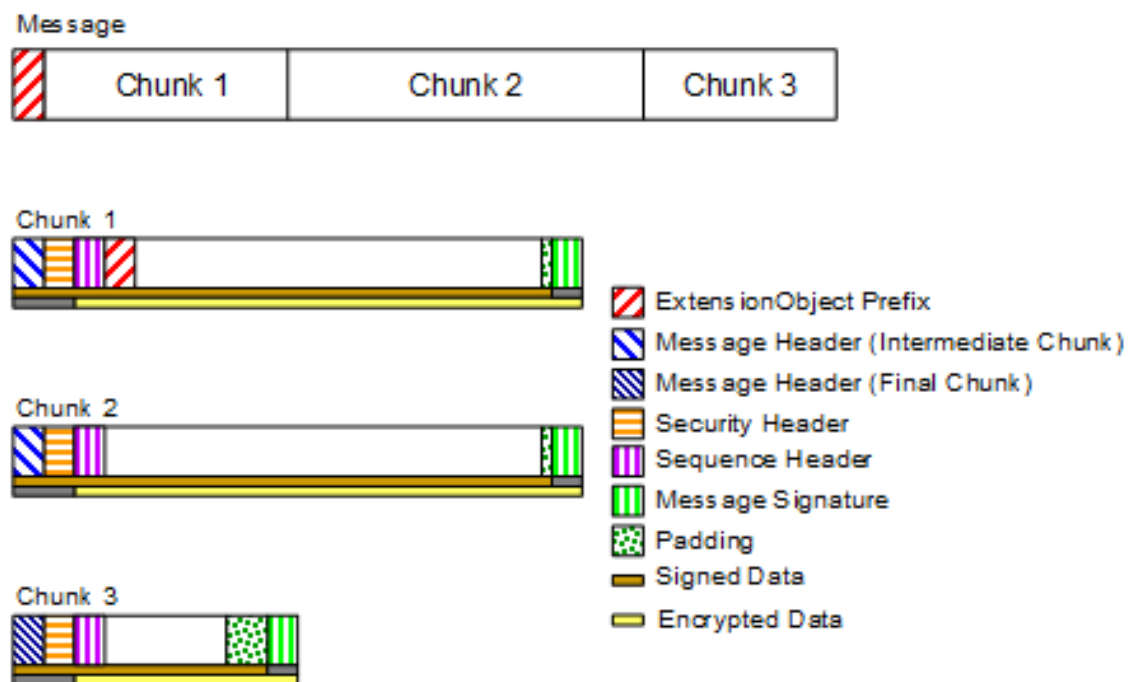 Message
Chunk 1
Chunk 2
Chunk 3
Chunk 1
Chunk 2
Chunk 3
ExtensionObject Prefix
Message Header (Intermediate Chunk)
Message Header (Final Chunk)
Security Header
Sequence Header
Message Signature
Padding
Signed Data
Encrypted Data